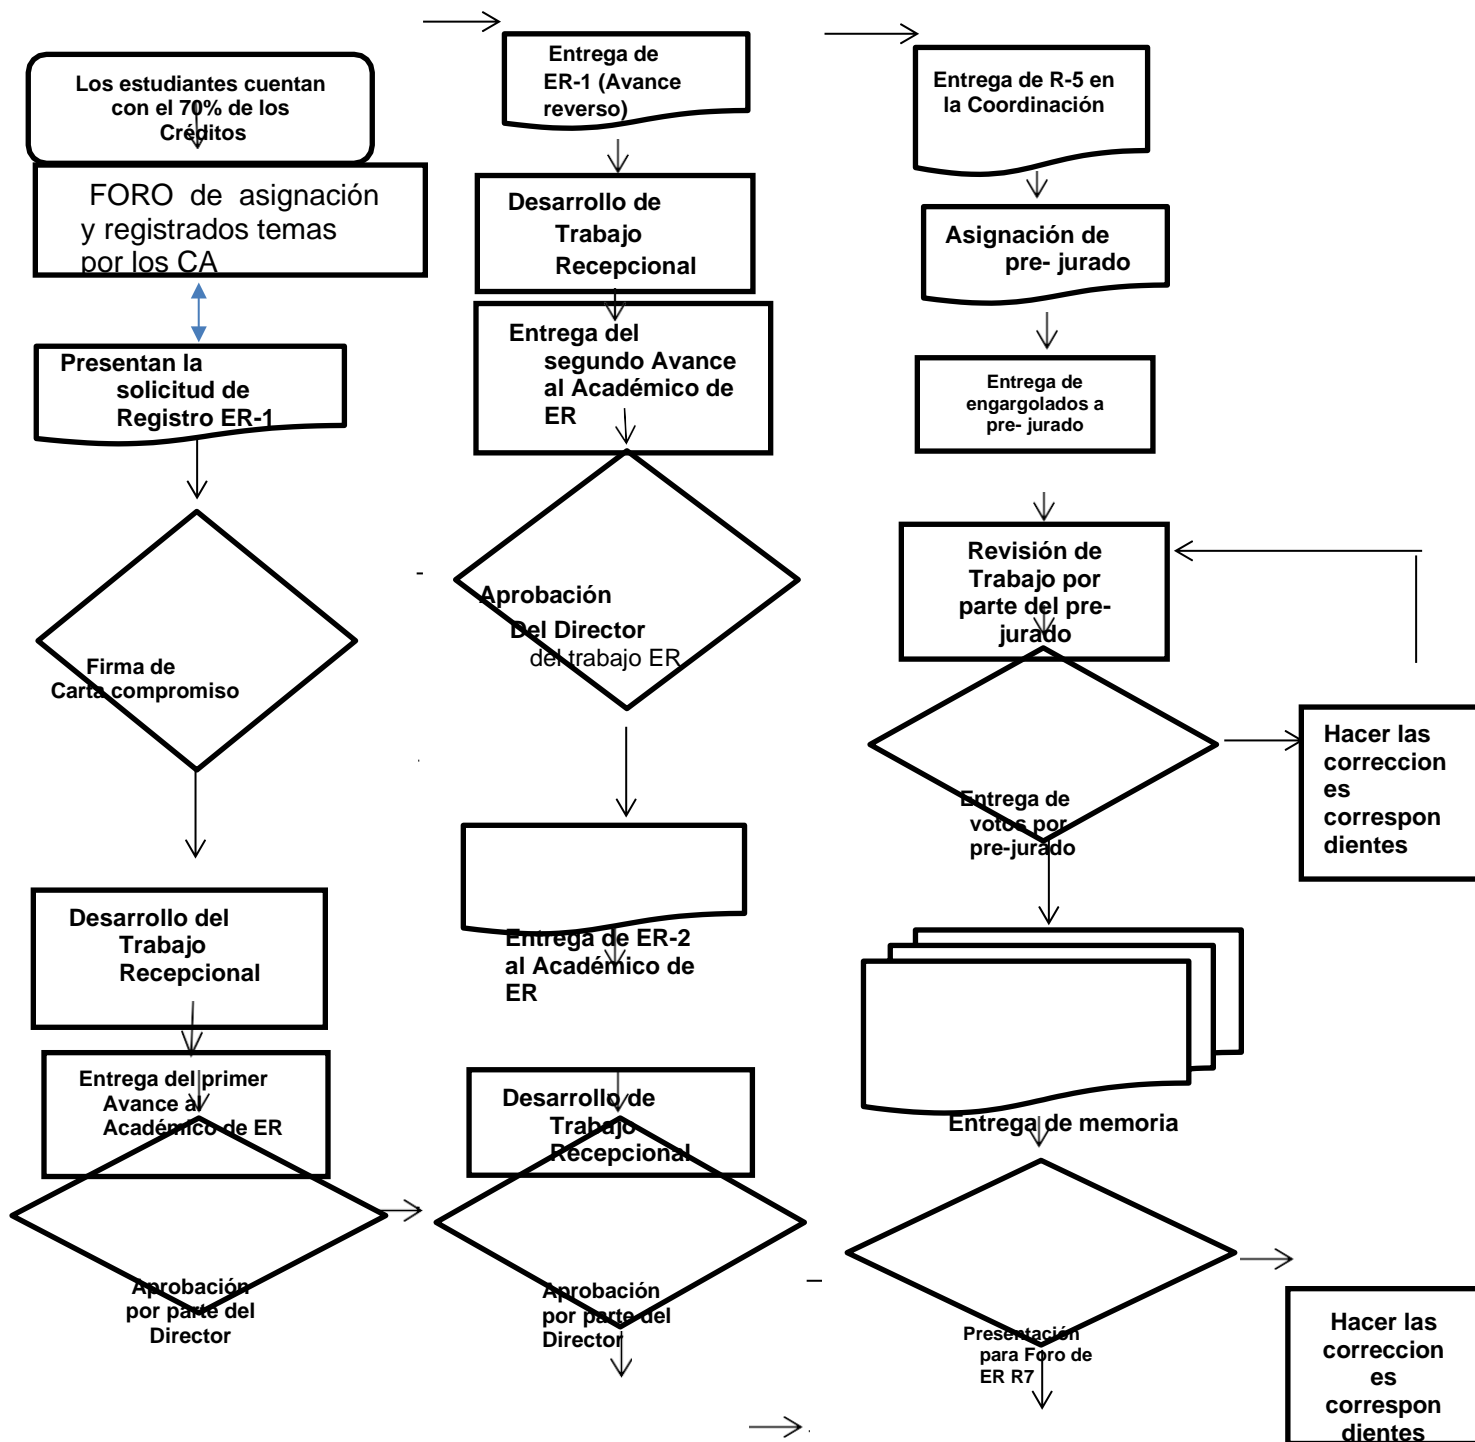 Los estudiantes cuentan
con el 70% de los
Créditos
FORO de asignación
y registrados temas
por los CA
Presentan la
solicitud de
Registro ER-1
Firma de
Carta compromiso
Desarrollo del
Trabajo
Recepcional
Entrega del primer
Avance al
Académico de ER
Aprobación
por parte del
Director
Entrega de
ER-1 (Avance
reverso)
Desarrollo de
Trabajo
Recepcional
Entrega del
segundo Avance
al Académico de
ER
Aprobación
Del Director
del trabajo ER
Entrega de ER-2
al Académico de
ER
Desarrollo de
Trabajo
Recepcional
Aprobación
por parte del
Director
Entrega de R-5 en
la Coordinación
Asignación de
pre- jurado
Entrega de
engargolados a
pre- jurado
Revisión de
Trabajo por
parte del pre-
jurado
Entrega de
votos por
pre-jurado
Hacer las
correccion
es
correspon
dientes
Entrega de memoria
Presentación
para Foro de
ER R7
Hacer las
correccion
es
correspon
dientes